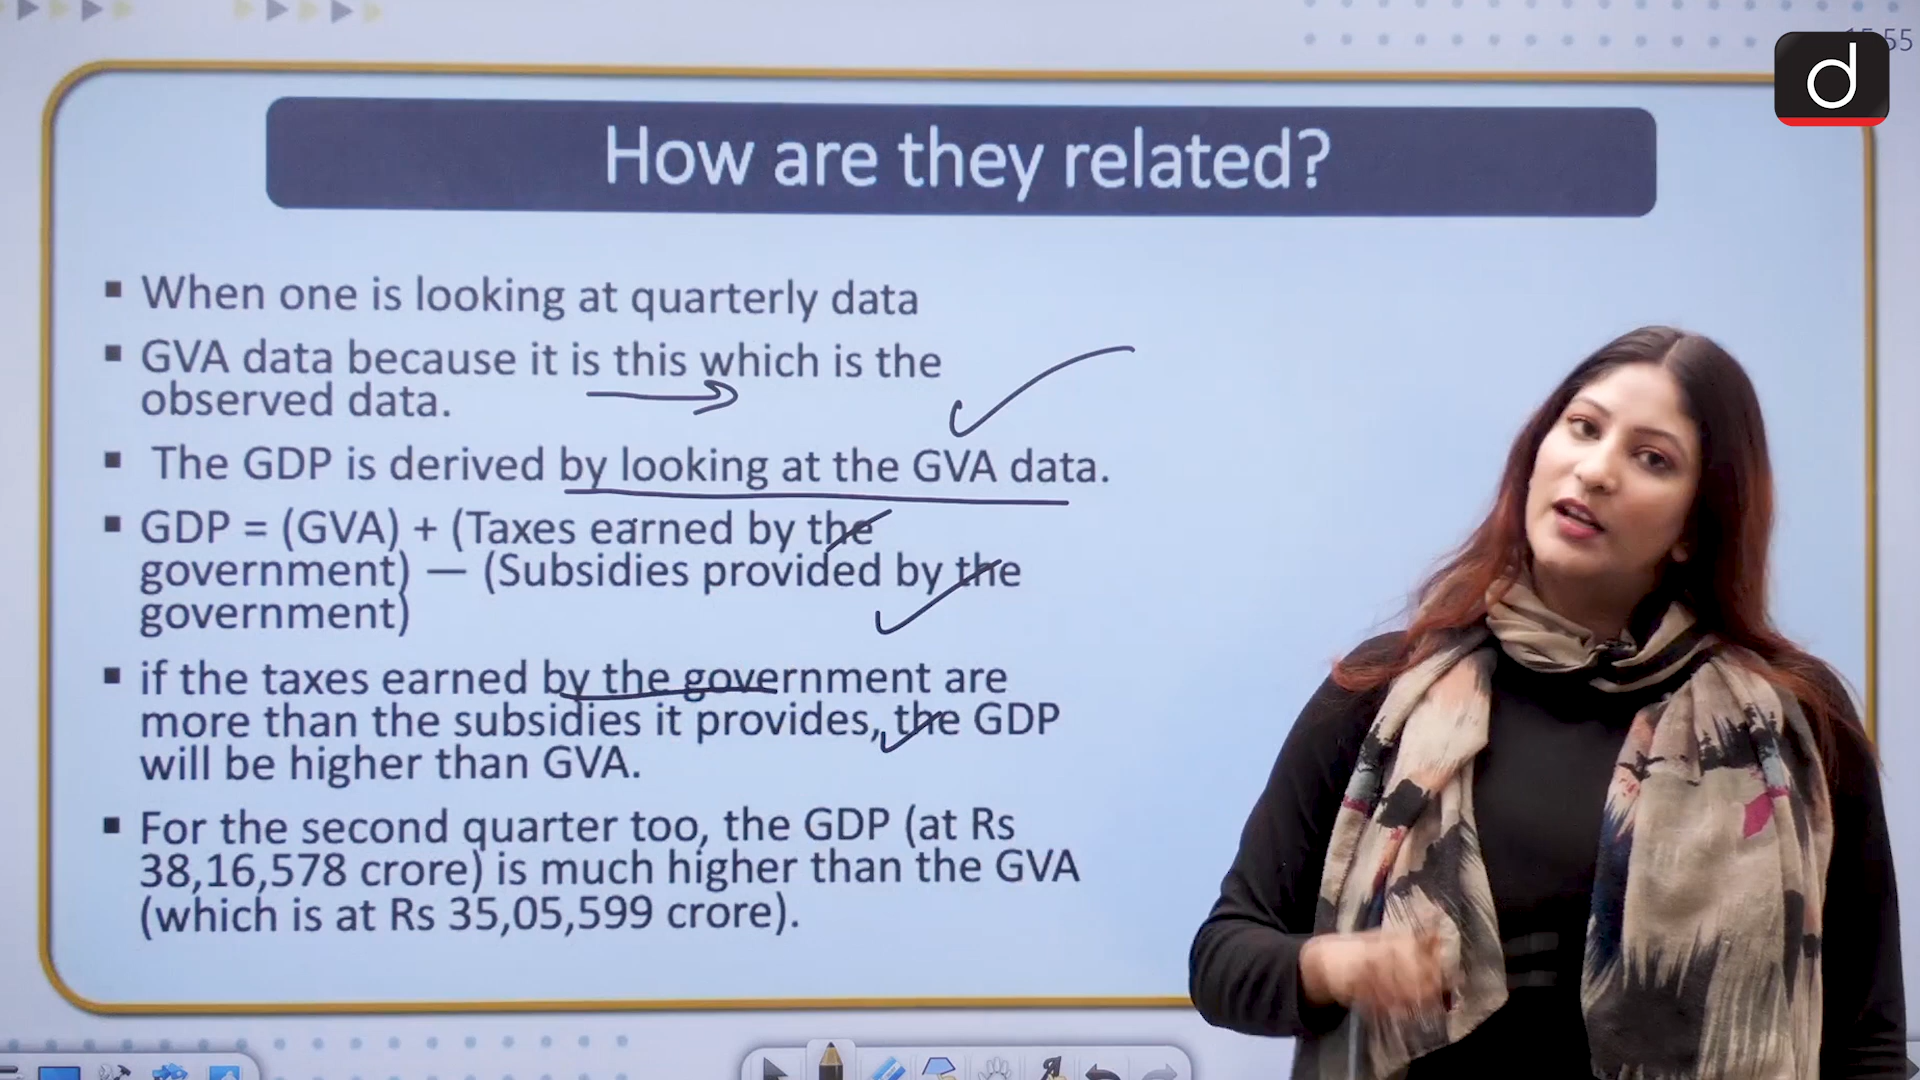 15:55
d
How are they related?
▪ When one is looking at quarterly data
▪ GVA data because it is this which is the
observed data.
▪ The GDP is derived by looking at the GVA data.
▪ GDP = (GVA) + (Taxes earned by the
government) — (Subsidies provided by the
government)
▪ if the taxes earned by the government are
more than the subsidies it provides, the GDP
will be higher than GVA.
▪ For the second quarter too, the GDP (at Rs
38,16,578 crore) is much higher than the GVA
(which is at Rs 35,05,599 crore).